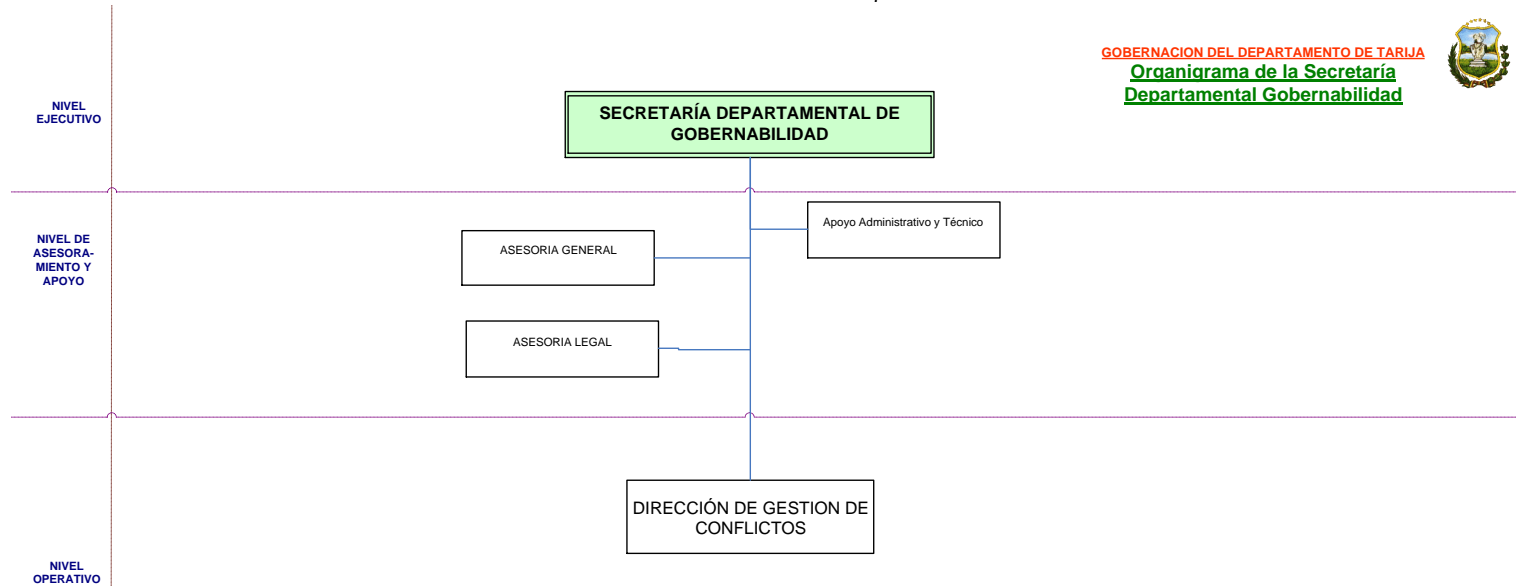 GOBERNACION DEL DEPARTAMENTO DE TARIJA
Organigrama de la Secretaría
Departamental Gobernabilidad
NIVEL
EJECUTIVO
SECRETARÍA DEPARTAMENTAL DE
GOBERNABILIDAD
NIVEL DE
ASESORA-
MIENTO Y
APOYO
Apoyo Administrativo y Técnico
ASESORIA GENERAL
ASESORIA LEGAL
DIRECCIÓN DE GESTION DE
CONFLICTOS
NIVEL
OPERATIVO